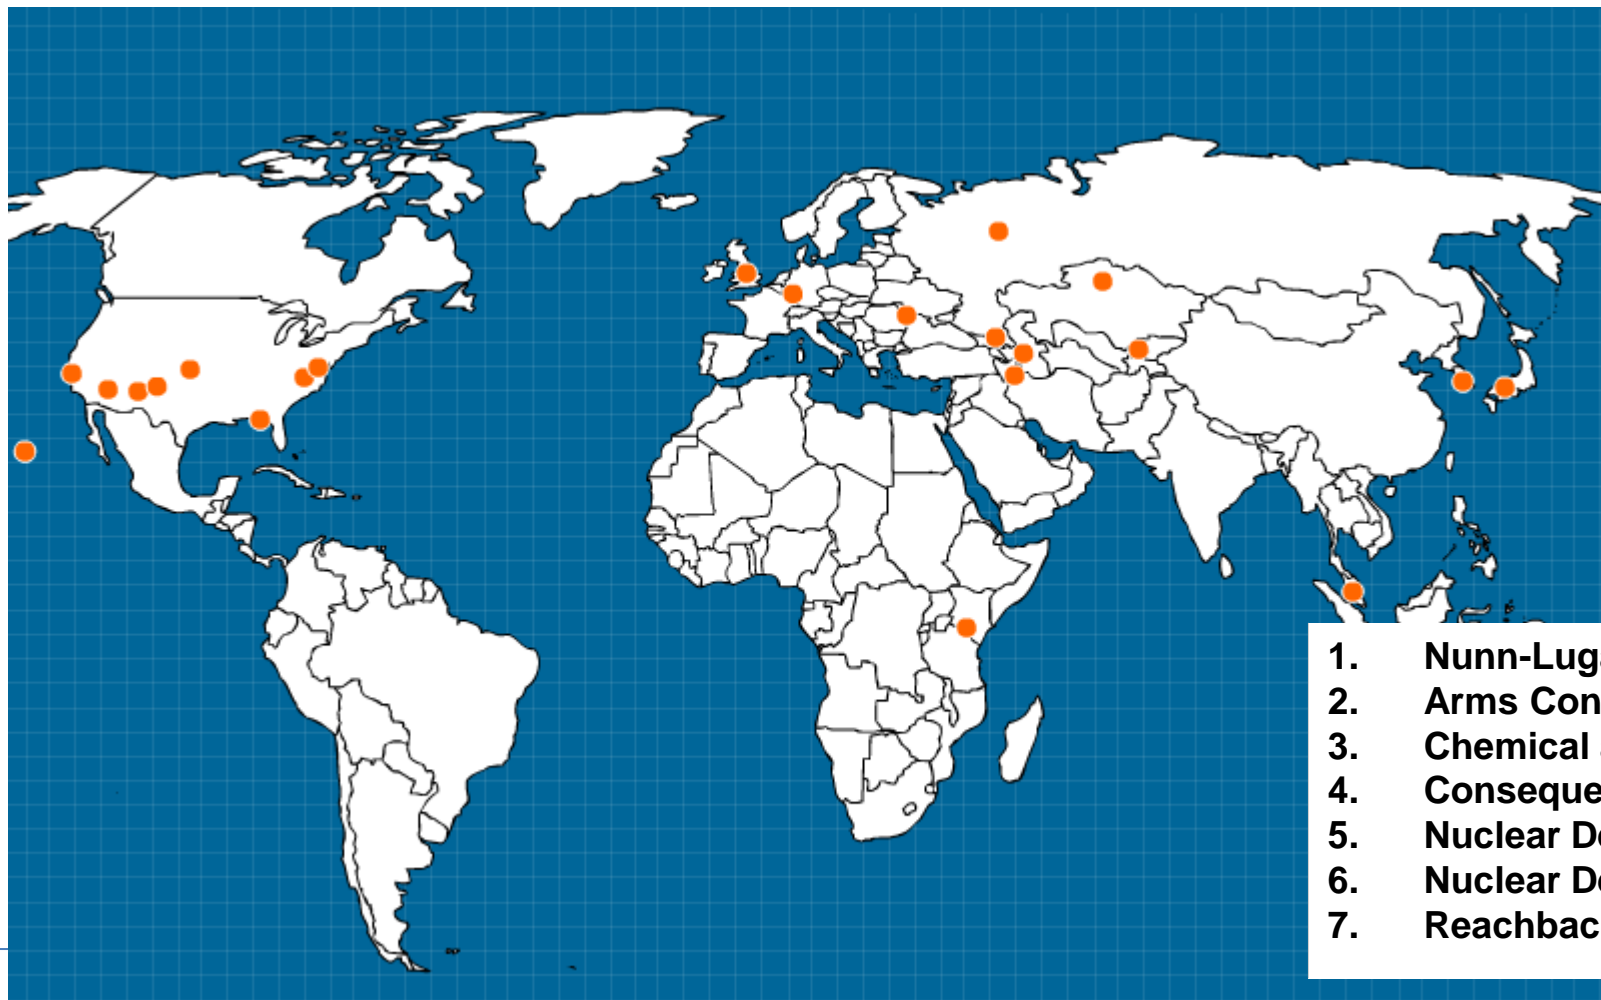 1. Nunn-Lug
2. Arms Con
3. Chemical
4. Conseque
5. Nuclear D
6. Nuclear D
7. Reachbac